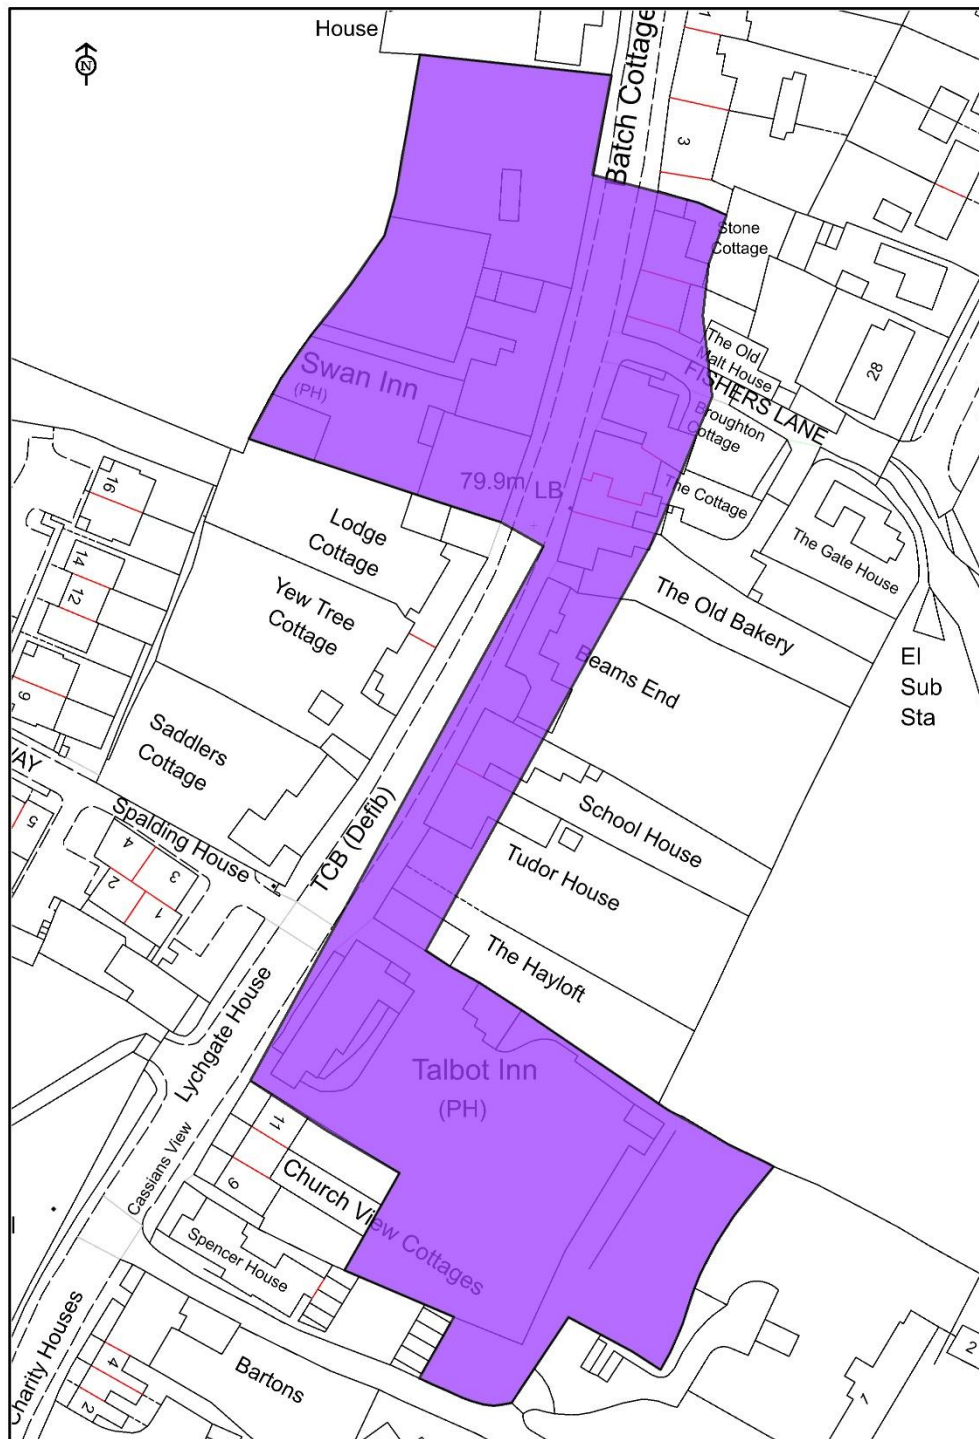 House
N
Batch Cottage
3
Stone
Cottage
The Old
Malt House
28
Swan Inn
(PH)
FISHERS LANE
Broughton
Cottage
79.9m
LB
The Cottage
The Gate House
16
Lodge
Cottage
14
12
Yew Tree
Cottage
The Old Bakery
El
Sub
Sta
Beams End
9
Saddlers
Cottage
WAY
5
Spalding House
4
3
2
1
TCB (Defib)
School House
Tudor House
The Hayloft
Lychgate House
Talbot Inn
(PH)
11
Cassians View
9
Church View Cottages
Spencer House
Charity Houses
Bartons
4
2
1
2